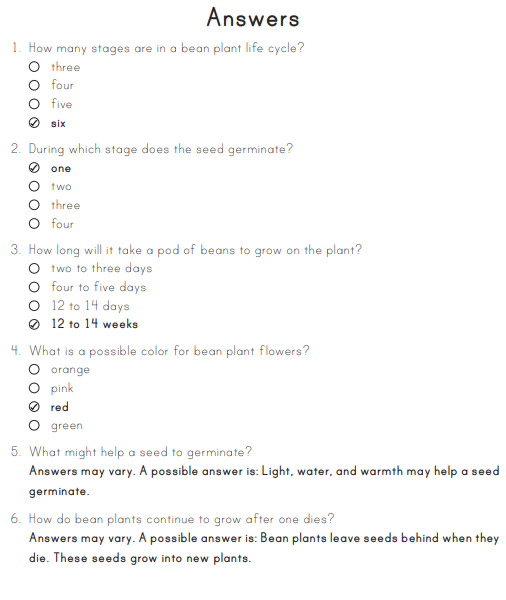 Answers
1. How many stages are in a bean plant life cycle?
three
four
five
six
2. During which stage does the seed germinate?
one
two
three
four
3. How long will it take a pod of beans to grow on the plant?
two to three days
four to five days
12 to 14 days
12 to 14 weeks
4. What is a possible color for bean plant flowers?
orange
pink
red
green
5. What might help a seed to germinate?
Answers may vary. A possible answer is: Light, water, and warmth may help a seed
germinate.
6. How do bean plants continue to grow after one dies?
Answers may vary. A possible answer is: Bean plants leave seeds behind when they
die. These seeds grow into new plants.